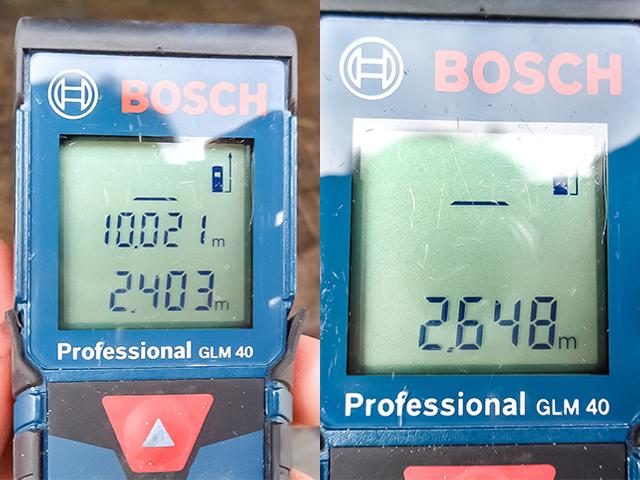 BOSCH
10.021 m
2.403 m
Professional GLM 40
BOSCH
2.648 m
Professional GLM 40